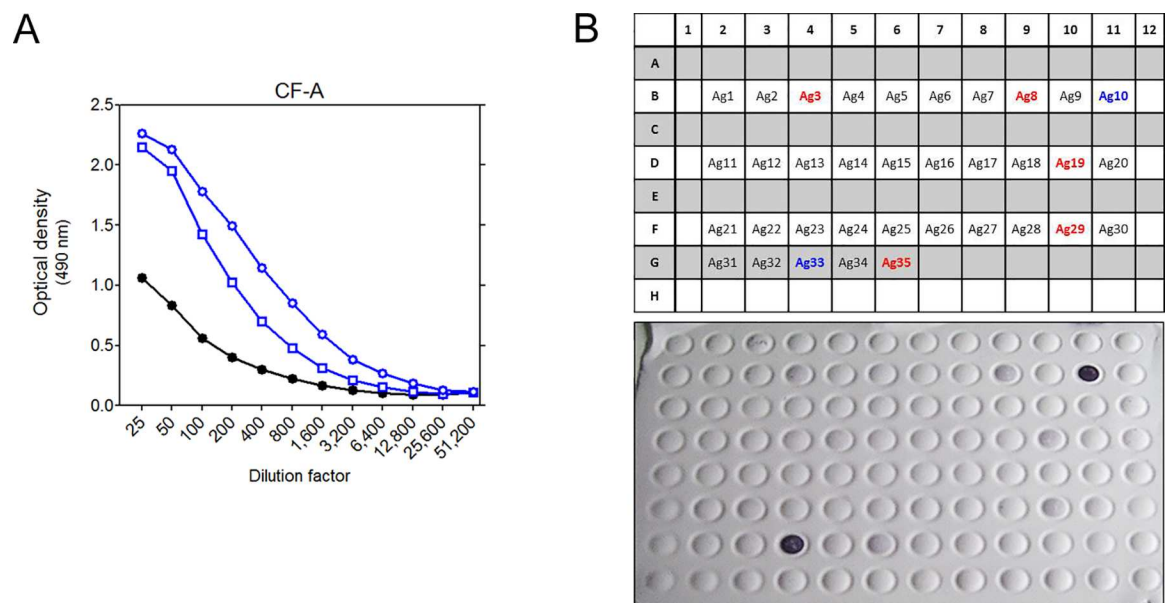 A
CF-A
Optical density
(490 nm)
2.5
2.0
1.5
1.0
0.5
0.0
25
50
100
200
400
800
1,600
3,200
6,400
12,800
25,600
51,200
Dilution factor
B
1 2 3 4 5 6 7 8 9 10 11 12
A
B Ag1 Ag2 Ag3 Ag4 Ag5 Ag6 Ag7 Ag8 Ag9 Ag10
C
D Ag11 Ag12 Ag13 Ag14 Ag15 Ag16 Ag17 Ag18 Ag19 Ag20
E
F Ag21 Ag22 Ag23 Ag24 Ag25 Ag26 Ag27 Ag28 Ag29 Ag30
G Ag31 Ag32 Ag33 Ag34 Ag35
H